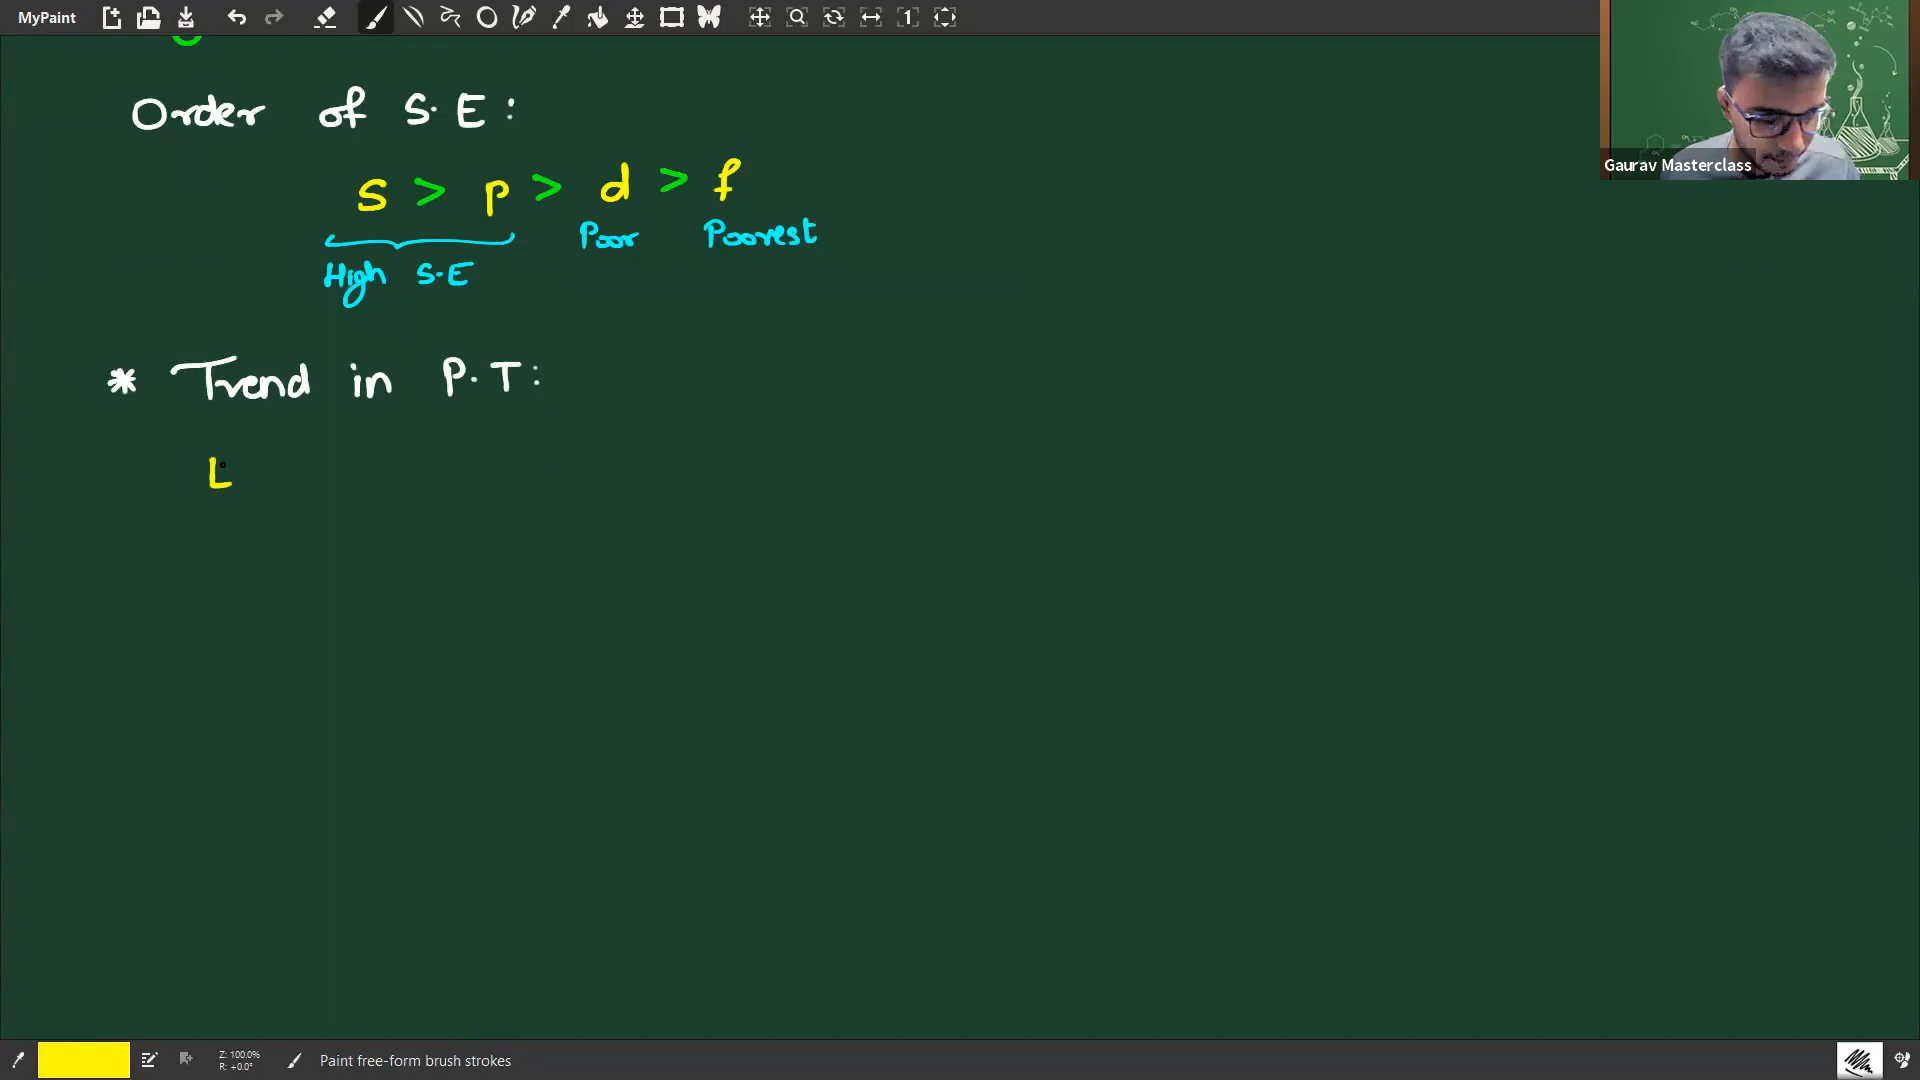 MyPaint
Order of S.E:
s > p > d > f
High S.E Poor Poorest
* Trend in P.T:
L
Gaurav Masterclass
Z: 100.0%
R: +0.0°
Paint free-form brush strokes